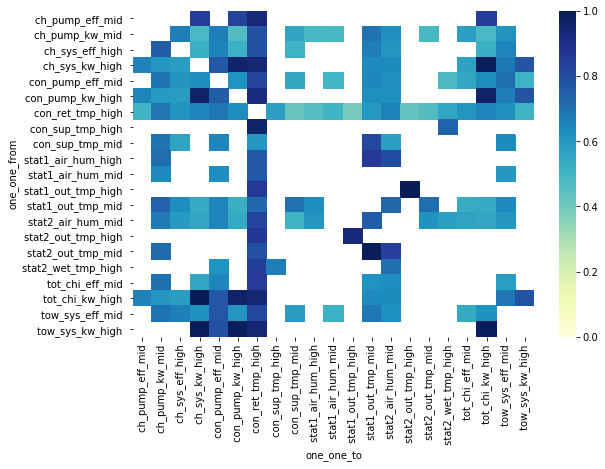 one_one_from
ch_pump_eff_mid
ch_pump_kw_mid
ch_sys_eff_high
ch_sys_kw_high
con_pump_eff_mid
con_pump_kw_high
con_ret_tmp_high
con_sup_tmp_high
con_sup_tmp_mid
stat1_air_hum_high
stat1_air_hum_mid
stat1_out_tmp_high
stat1_out_tmp_mid
stat2_air_hum_mid
stat2_out_tmp_high
stat2_out_tmp_mid
stat2_wet_tmp_high
tot_chi_eff_mid
tot_chi_kw_high
tow_sys_eff_mid
tow_sys_kw_high
ch_pump_eff_mid
ch_pump_kw_mid
ch_sys_eff_high
ch_sys_kw_high
con_pump_eff_mid
con_pump_kw_high
con_ret_tmp_high
con_sup_tmp_high
con_sup_tmp_mid
stat1_air_hum_high
stat1_air_hum_mid
stat1_out_tmp_high
stat1_out_tmp_mid
stat2_air_hum_mid
stat2_out_tmp_high
stat2_out_tmp_mid
stat2_wet_tmp_high
tot_chi_eff_mid
tot_chi_kw_high
tow_sys_eff_mid
tow_sys_kw_high
one_one_to
1.0
0.8
0.6
0.4
0.2
0.0